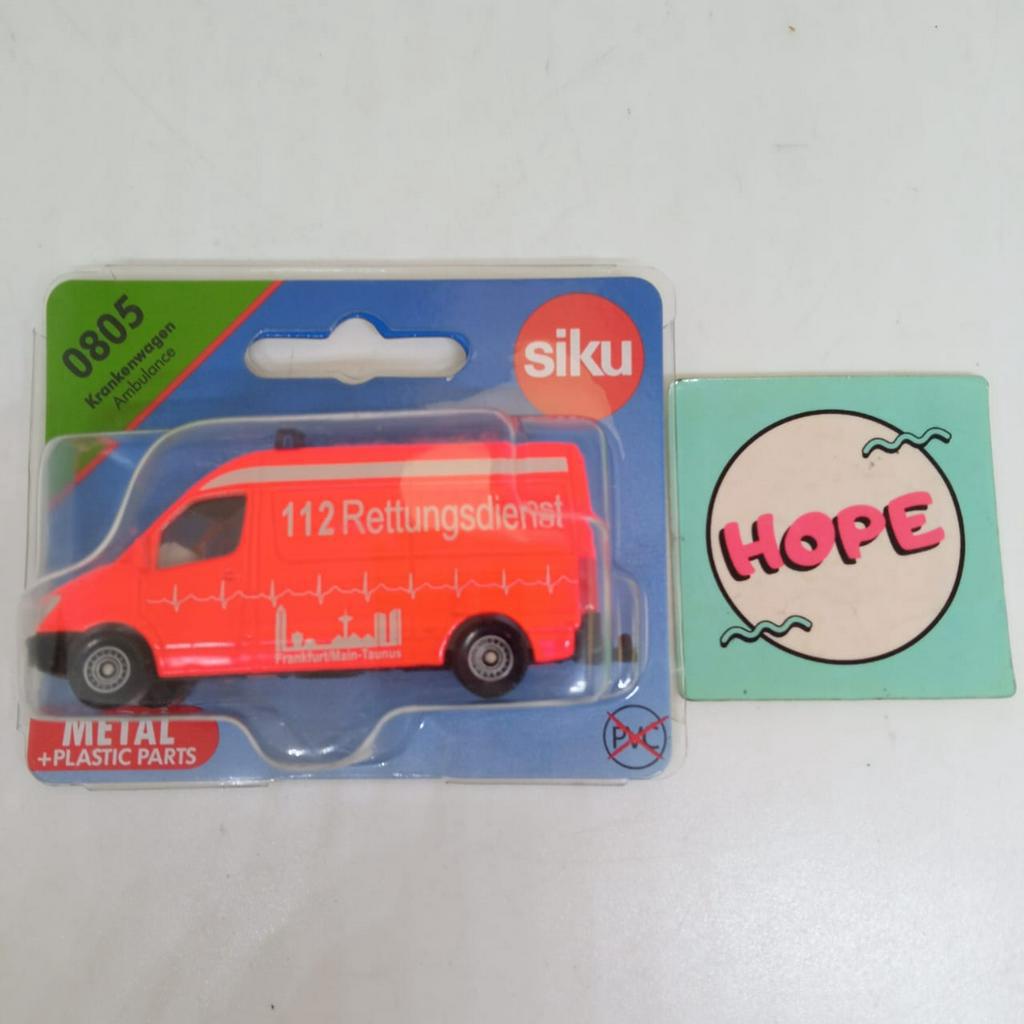 0805
Krankenwagen
Ambulance
siku
112 Rettungsdienst
Frankfurt/Main-Taunus
METAL
+PLASTIC PARTS
PVC
HOPE